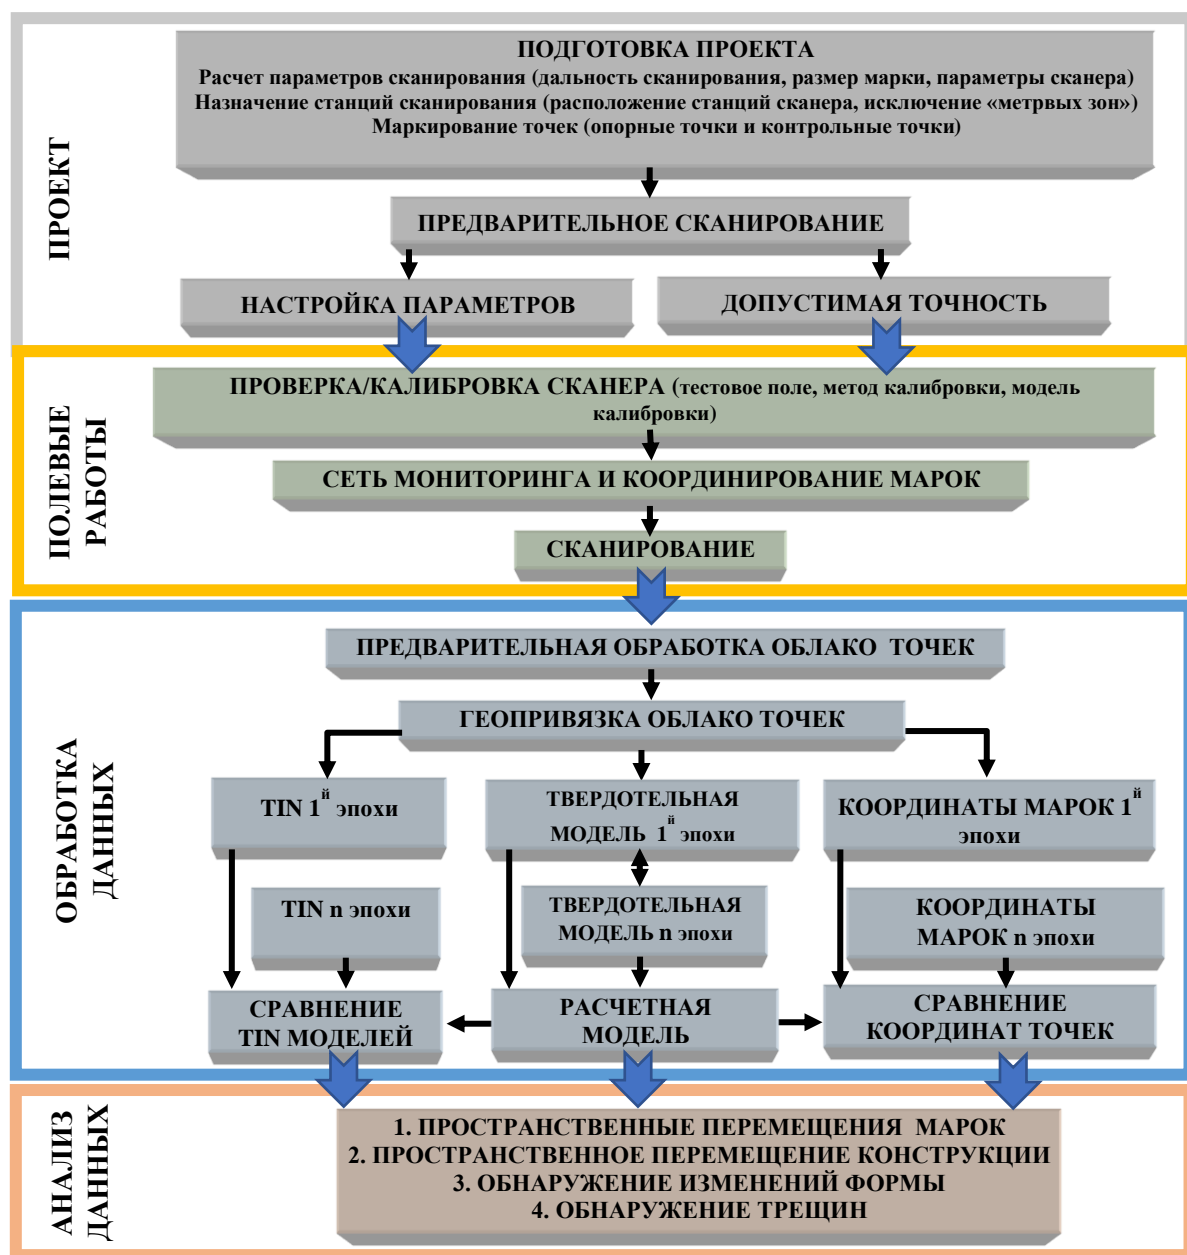 ПРОЕКТ
ПОДГОТОВКА ПРОЕКТА
Расчет параметров сканирования (дальность сканирования, размер марки, параметры сканера)
Назначение станций сканирования (расположение станций сканера, исключение «метрвых зон»)
Маркирование точек (опорные точки и контрольные точки)
ПРЕДВАРИТЕЛЬНОЕ СКАНИРОВАНИЕ
НАСТРОЙКА ПАРАМЕТРОВ
ДОПУСТИМАЯ ТОЧНОСТЬ
ПОЛЕВЫЕ
РАБОТЫ
ПРОВЕРКА/КАЛИБРОВКА СКАНЕРА (тестовое поле, метод калибровки, модель
калибровки)
СЕТЬ МОНИТОРИНГА И КООРДИНИРОВАНИЕ МАРОК
СКАНИРОВАНИЕ
ОБРАБОТКА
ДАННЫХ
ПРЕДВАРИТЕЛЬНАЯ ОБРАБОТКА ОБЛАКО ТОЧЕК
ГЕОПРИВЯЗКА ОБЛАКО ТОЧЕК
TIN 1й эпохи
ТВЕРДОТЕЛЬНАЯ
МОДЕЛЬ 1й эпохи
КООРДИНАТЫ МАРОК 1й
эпохи
TIN n эпохи
ТВЕРДОТЕЛЬНАЯ
МОДЕЛЬ n эпохи
КООРДИНАТЫ
МАРОК n эпохи
СРАВНЕНИЕ
TIN МОДЕЛЕЙ
РАСЧЕТНАЯ
МОДЕЛЬ
СРАВНЕНИЕ
КООРДИНАТ ТОЧЕК
АНАЛИЗ
ДАННЫХ
1. ПРОСТРАНСТВЕННЫЕ ПЕРЕМЕЩЕНИЯ МАРОК
2. ПРОСТРАНСТВЕННОЕ ПЕРЕМЕЩЕНИЕ КОНСТРУКЦИИ
3. ОБНАРУЖЕНИЕ ИЗМЕНЕНИЙ ФОРМЫ
4. ОБНАРУЖЕНИЕ ТРЕЩИН